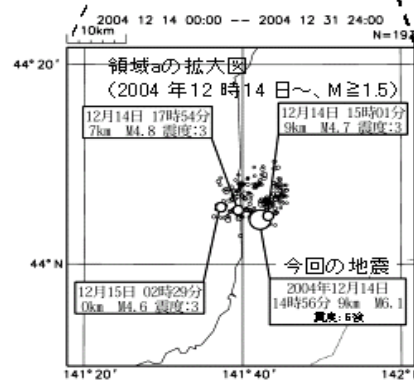 2004 12 14 00:00 -- 2004 12 31 24:00
10km
N=193
44°20'
領域aの拡大図
(2004 年12 時14 日～、M≧1.5)
12月14日 17時54分
7km M4.8 震度:3
12月14日 15時01分
9km M4.7 震度:3
44°N
今回の地震
12月15日 02時29分
0km M4.6 震度:3
2004年12月14日
14時56分 9km M6.1
震度:5強
141°20'
141°40'
142°